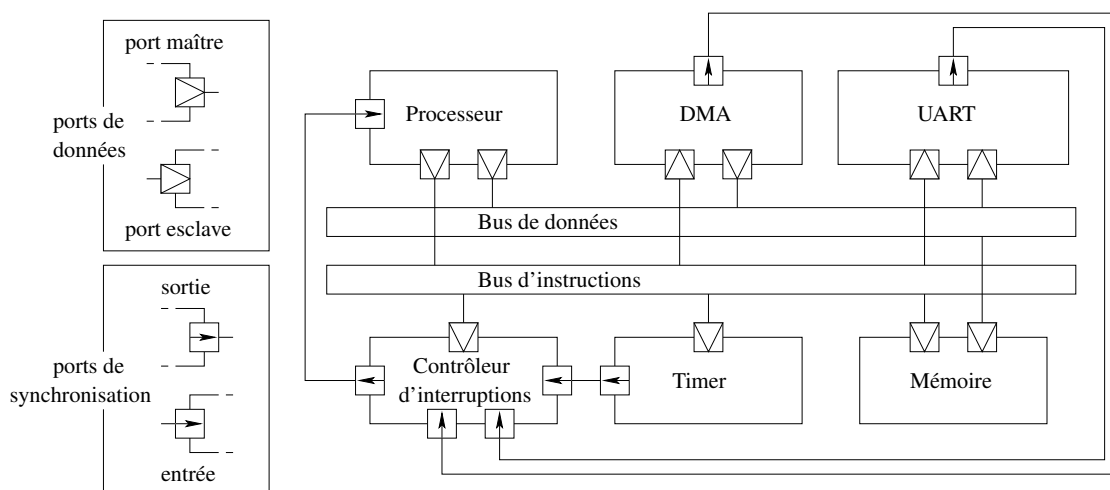 port maître
ports de
données
port esclave
sortie
ports de
synchronisation
entrée
Processeur
DMA
UART
Bus de données
Bus d'instructions
Contrôleur
d'interruptions
Timer
Mémoire